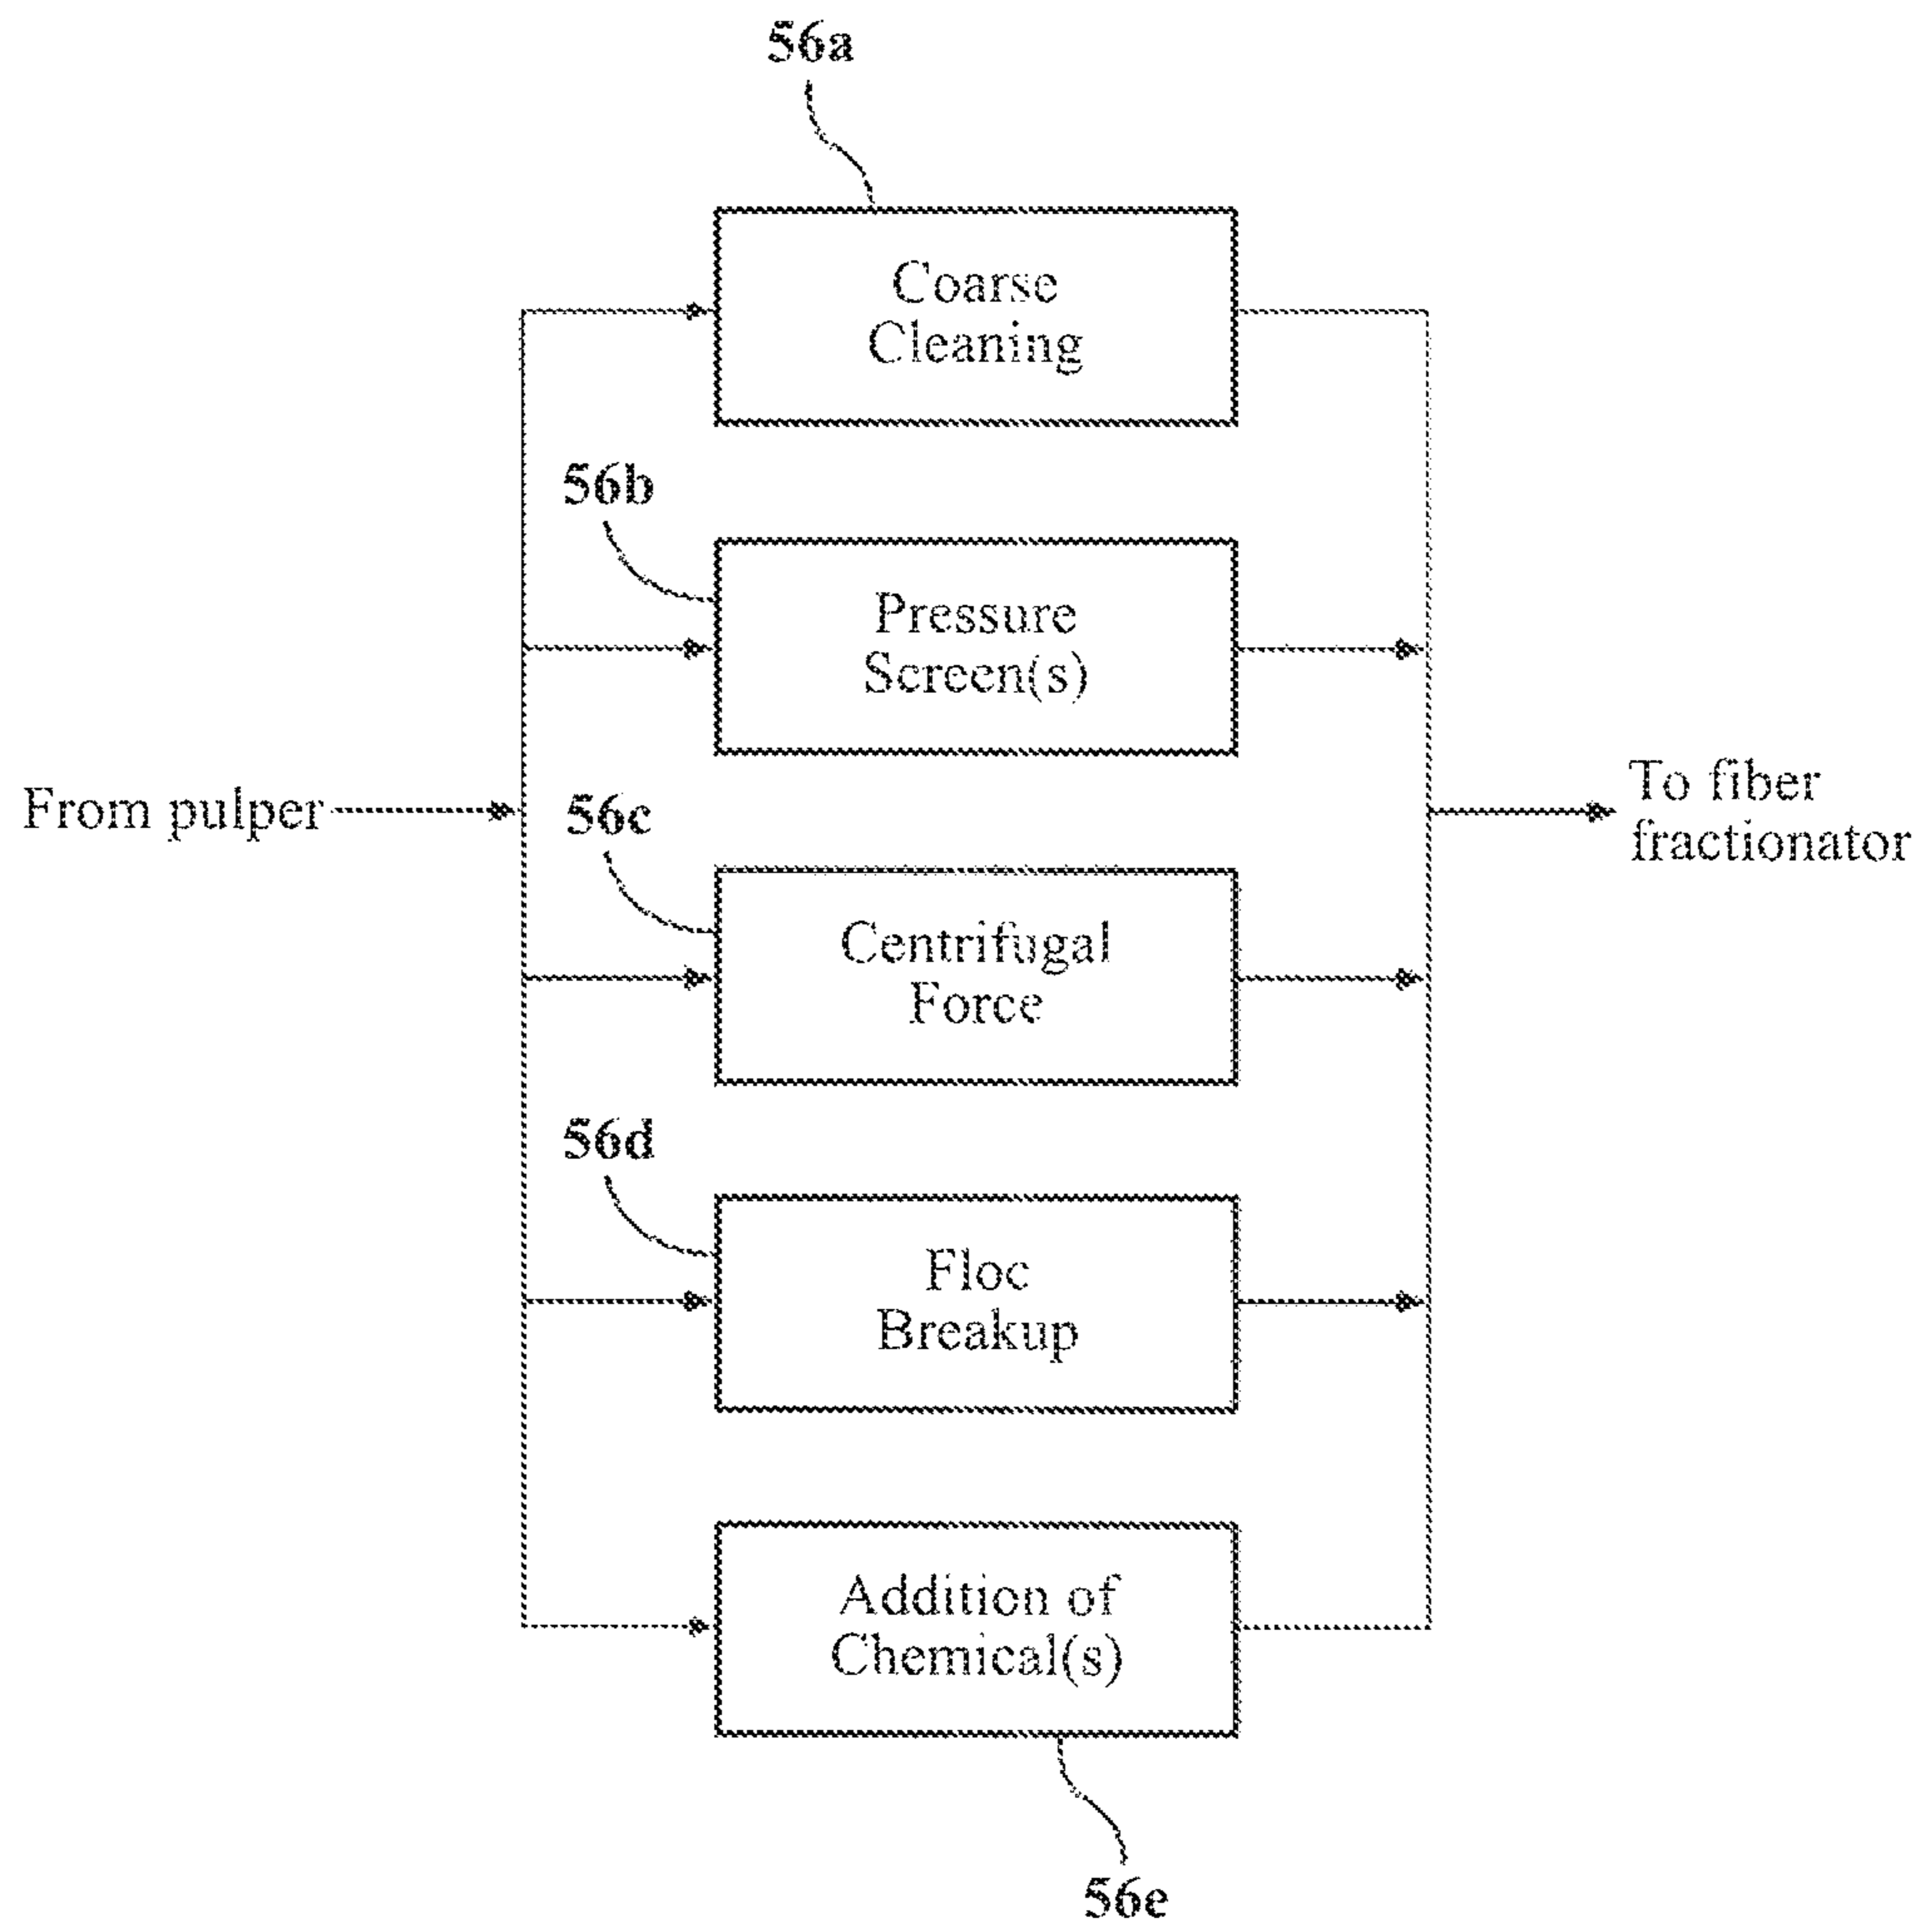 56a
Coarse
Cleaning
56b
Pressure
Screen(s)
From pulper
To fiber
fractionator
56c
Centrifugal
Force
56d
Floc
Breakup
Addition of
Chemical(s)
56e